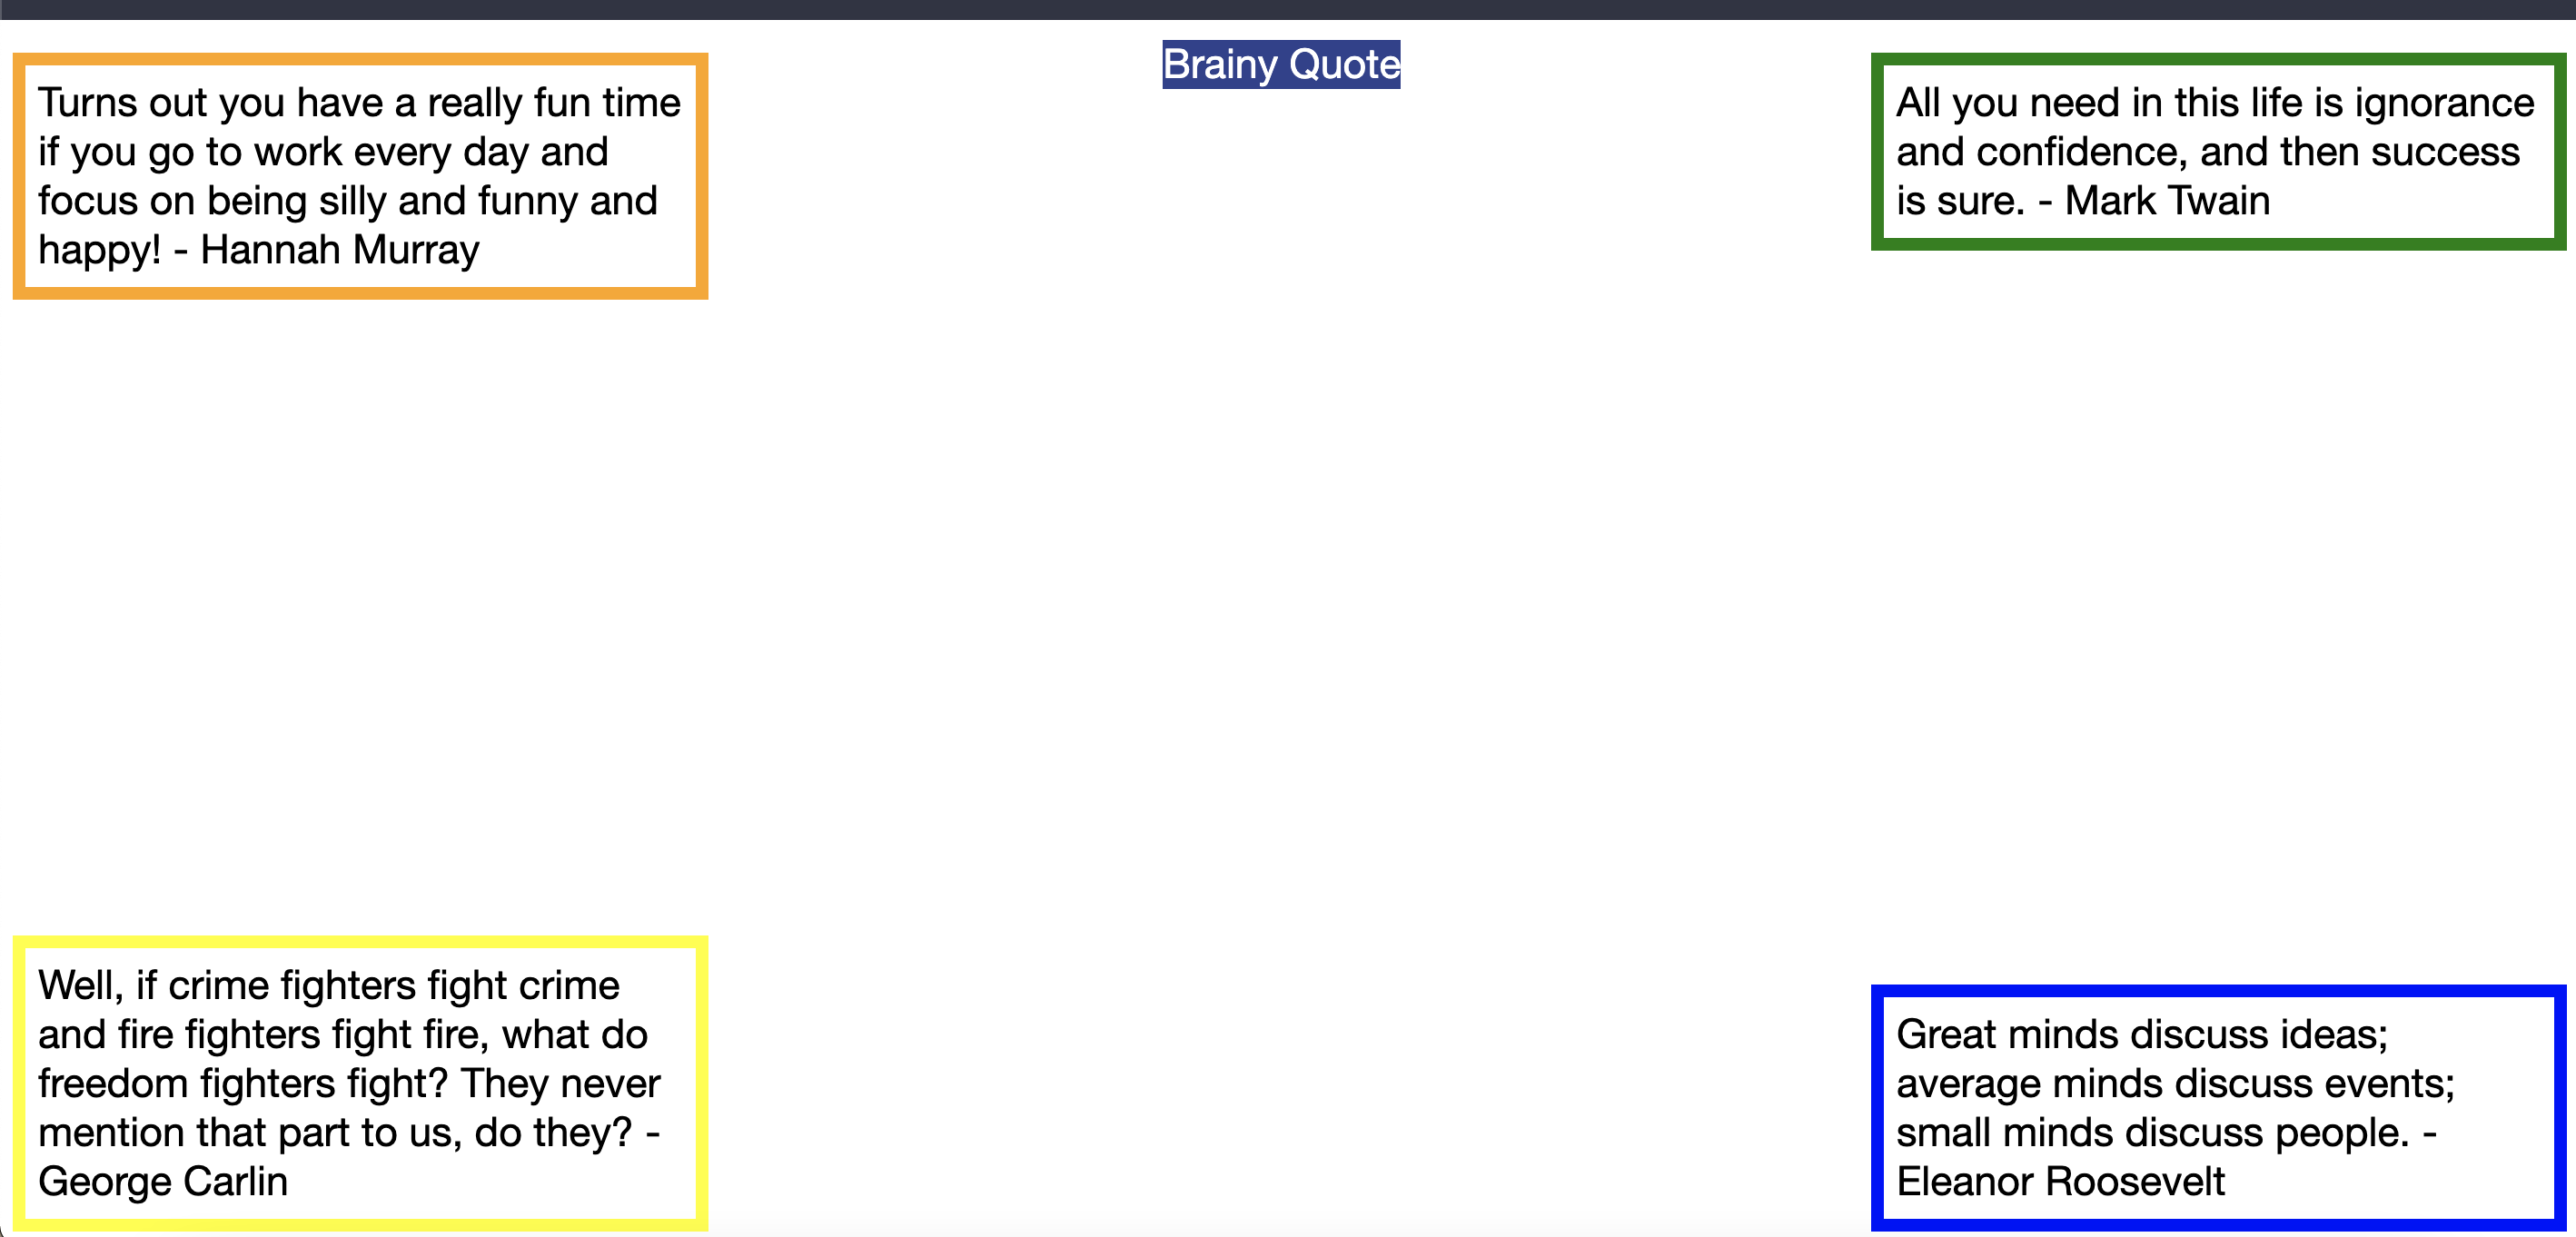 Brainy Quote
Turns out you have a really fun time
if you go to work every day and
focus on being silly and funny and
happy! - Hannah Murray
All you need in this life is ignorance
and confidence, and then success
is sure. - Mark Twain
Well, if crime fighters fight crime
and fire fighters fight fire, what do
freedom fighters fight? They never
mention that part to us, do they? -
George Carlin
Great minds discuss ideas;
average minds discuss events;
small minds discuss people. -
Eleanor Roosevelt